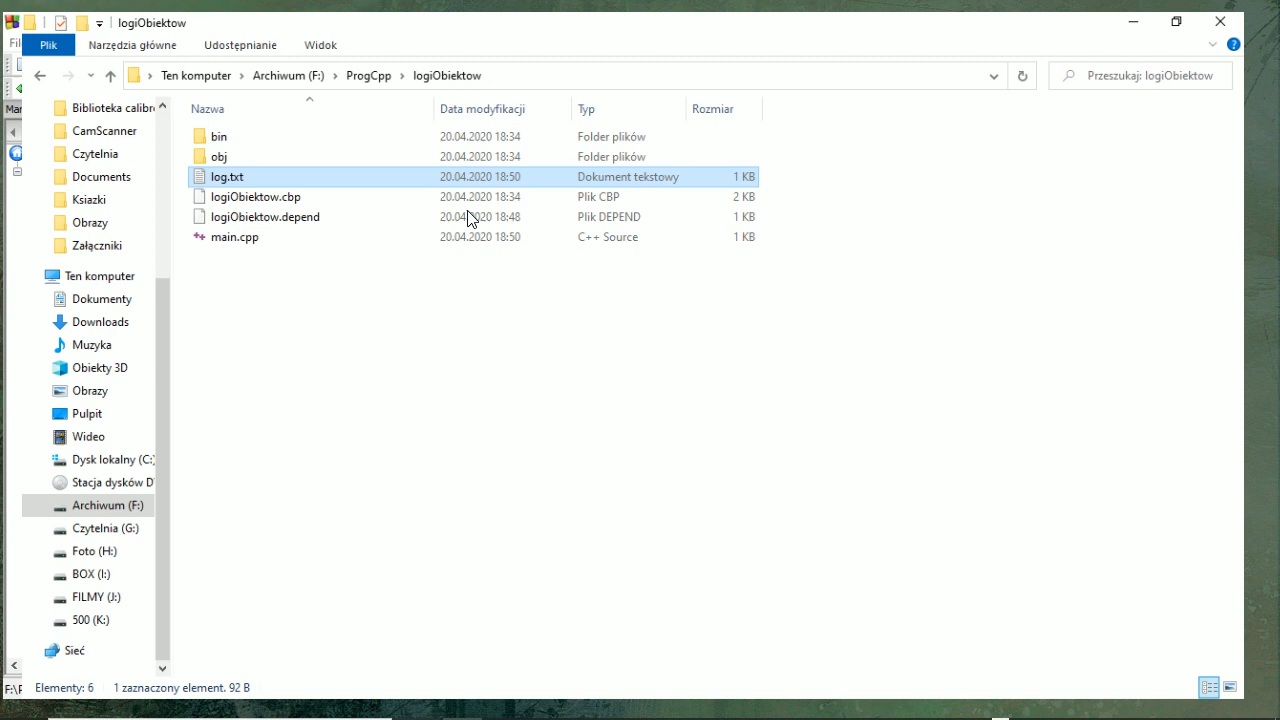 logiObiektow
Plik Narzędzia główne Udostępnianie Widok
Ten komputer Archiwum (F:) ProgCpp logiObiektow Przeszukaj: logiObiektow
Nazwa Data modyfikacji Typ Rozmiar
bin 20.04.2020 18:34 Folder plików
obj 20.04.2020 18:34 Folder plików
log.txt 20.04.2020 18:50 Dokument tekstowy 1 KB
logiObiektow.cbp 20.04.2020 18:34 Plik CBP 2 KB
logiObiektow.depend 20.04.2020 18:48 Plik DEPEND 1 KB
main.cpp 20.04.2020 18:50 C++ Source 1 KB
Biblioteka calibre
CamScanner
Czytelnia
Documents
Ksiazki
Obrazy
Załączniki
Ten komputer
Dokumenty
Downloads
Muzyka
Obiekty 3D
Obrazy
Pulpit
Wideo
Dysk lokalny (C:)
Stacja dysków D
Archiwum (F:)
Czytelnia (G:)
Foto (H:)
BOX (I:)
FILMY (J:)
500 (K:)
Sieć
Elementy: 6 1 zaznaczony element. 92 B